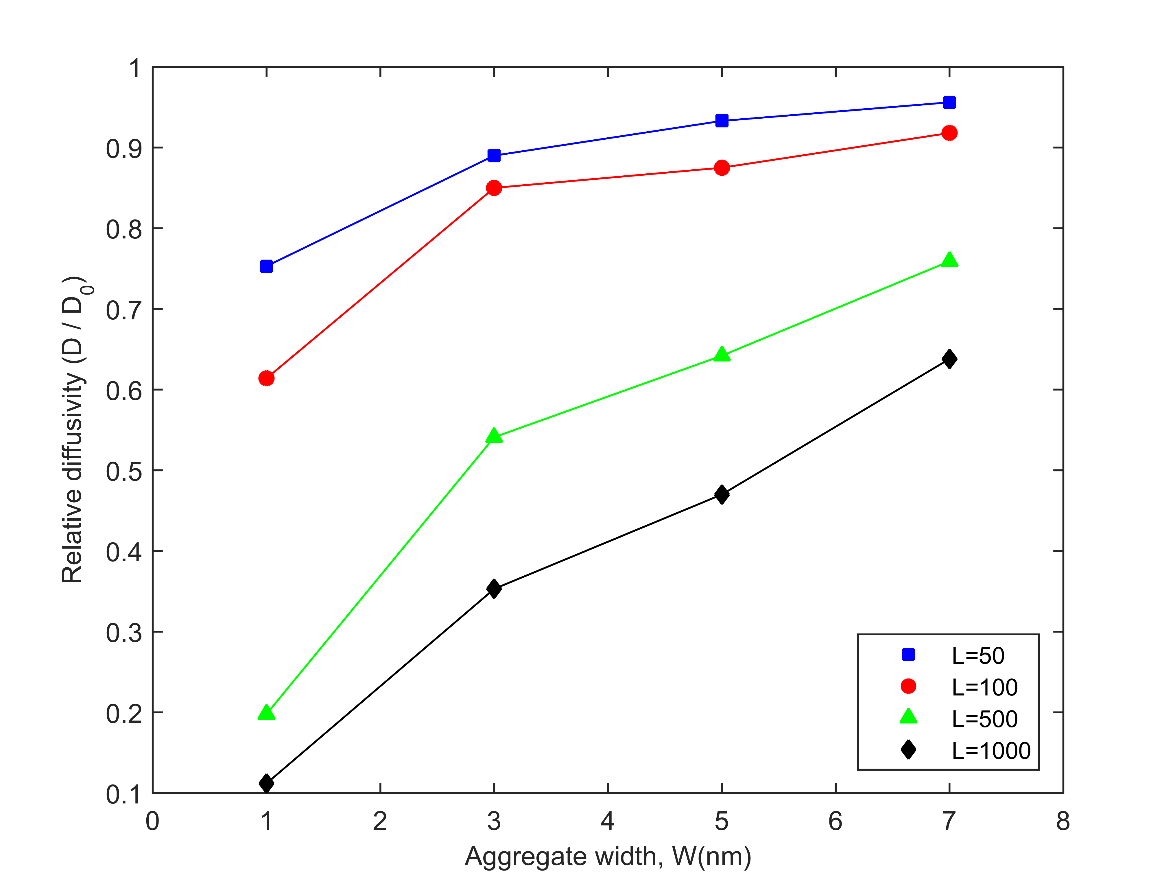 1
0.9
0.8
0.7
0.6
0.5
0.4
0.3
0.2
0.1
Relative diffusivity (D / D0)
0 1 2 3 4 5 6 7 8
Aggregate width, W(nm)
L=50
L=100
L=500
L=1000